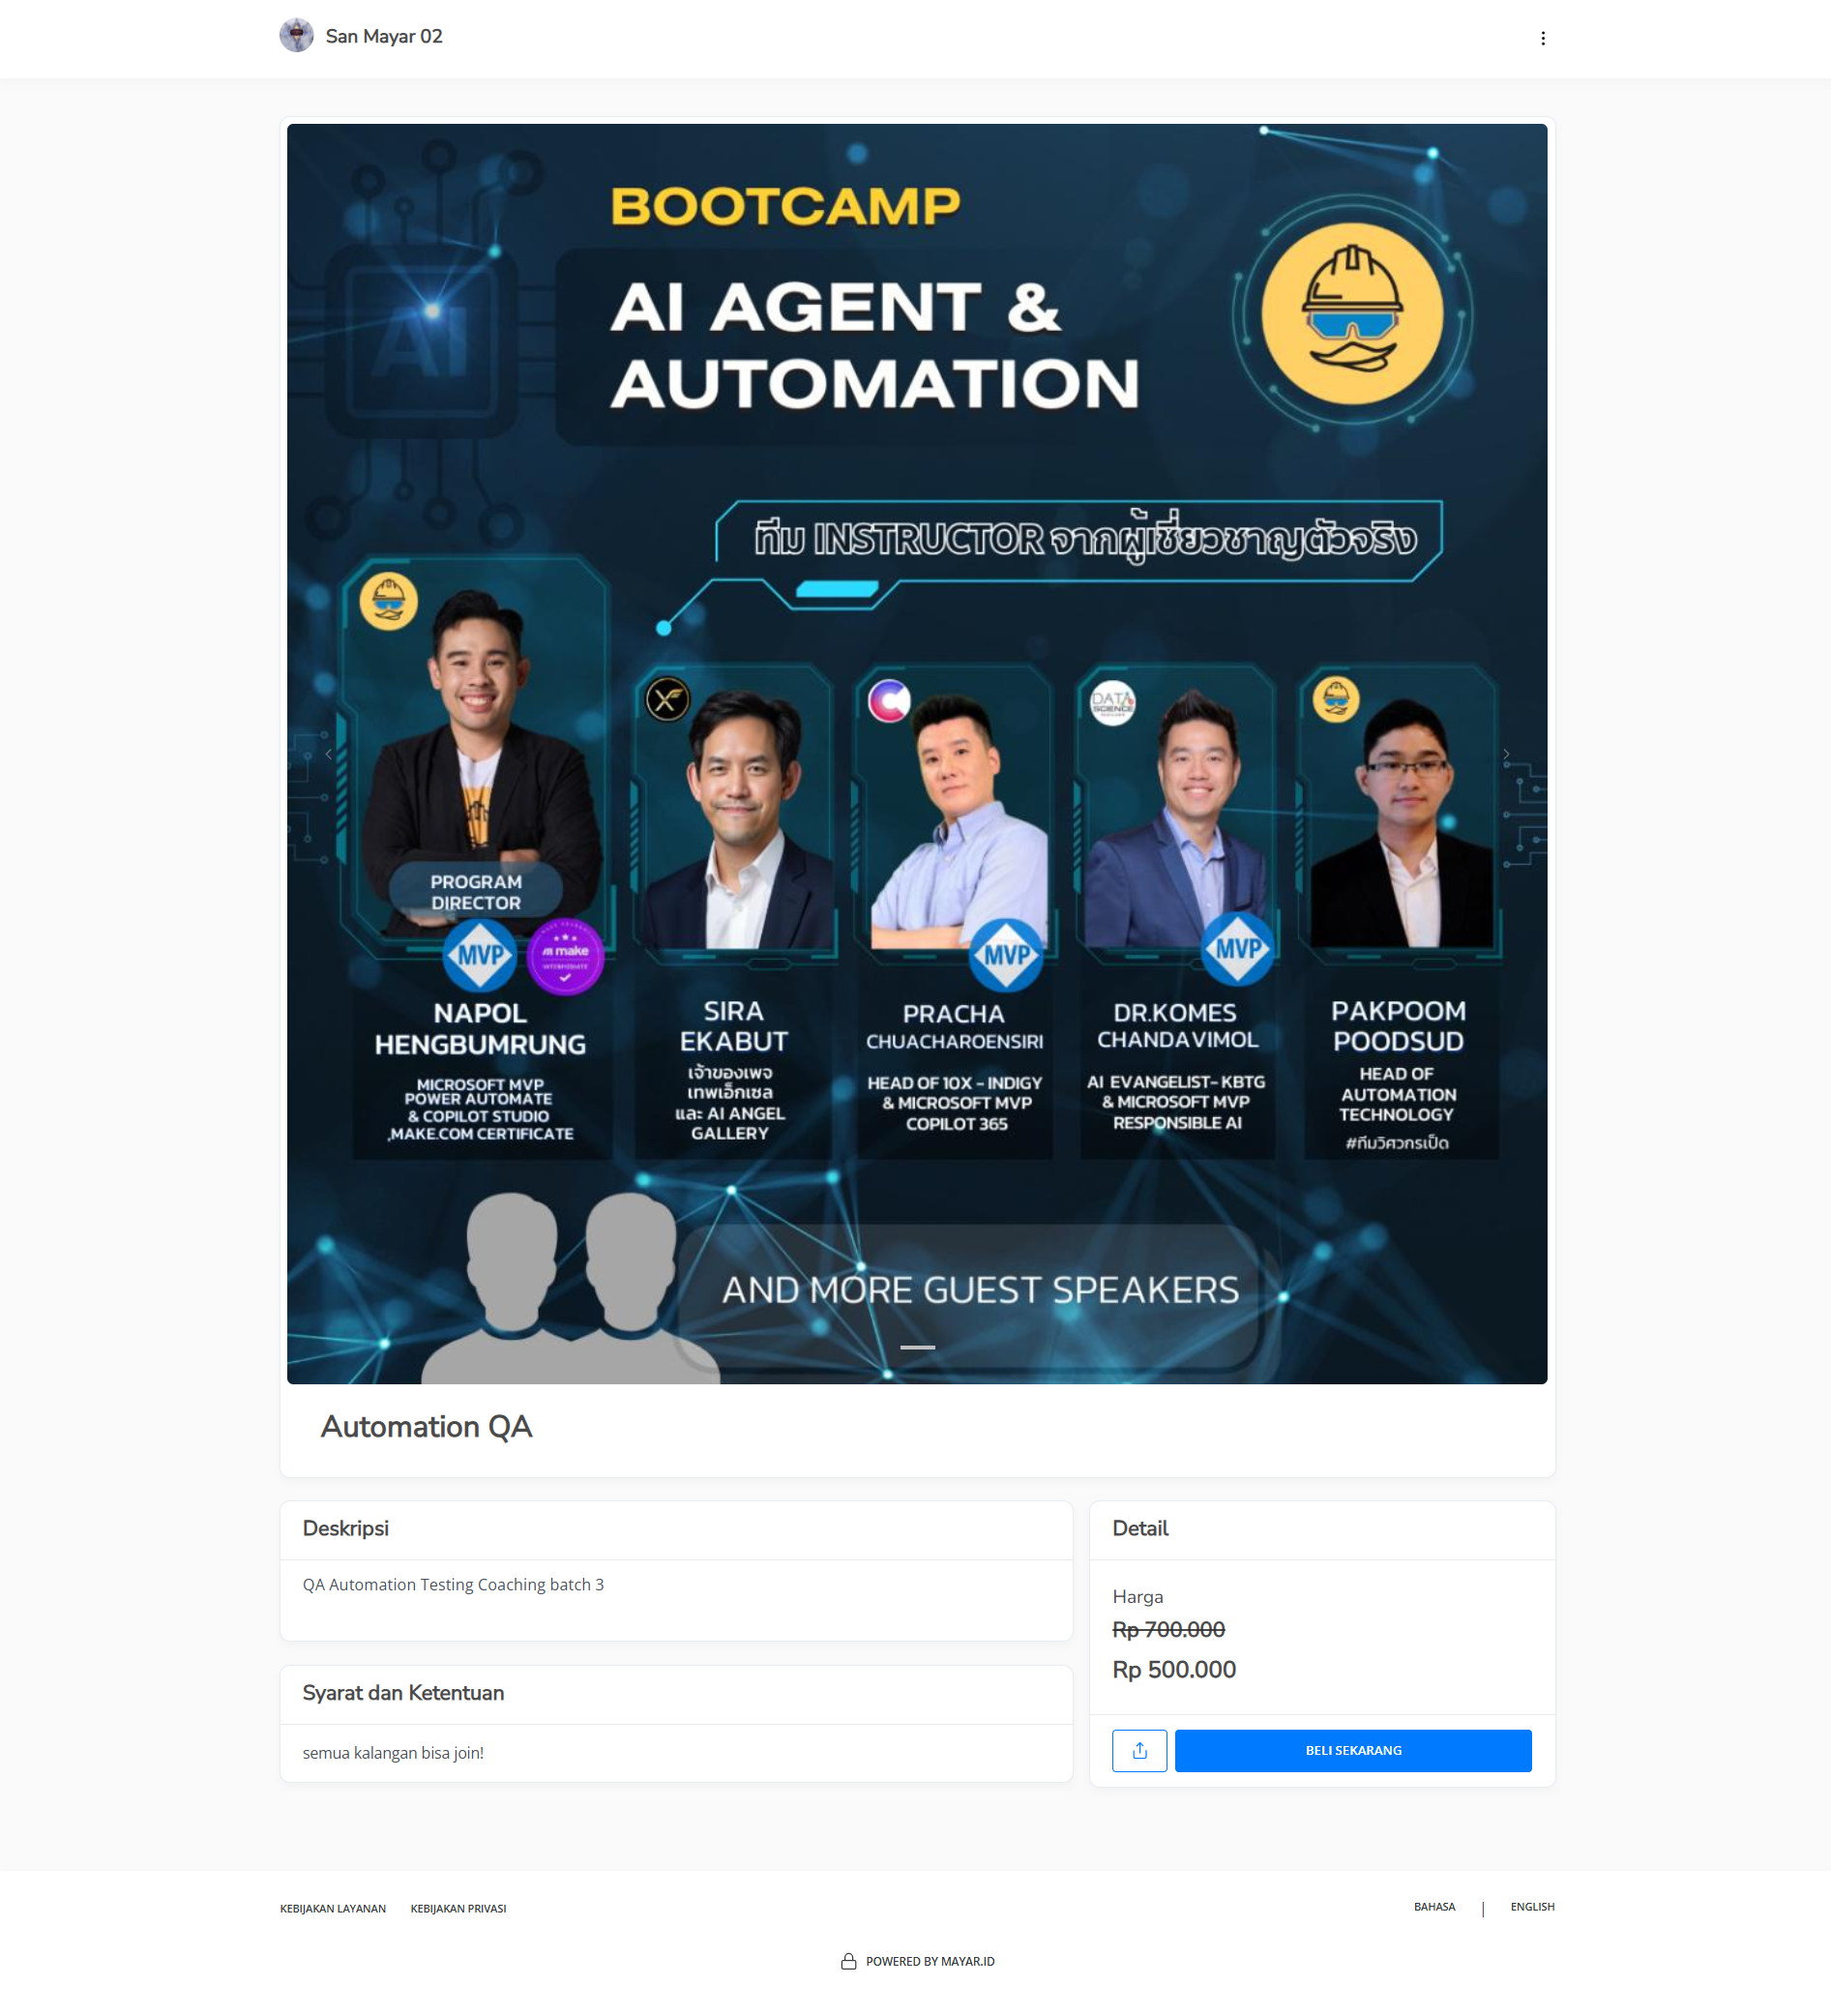 San Mayar 02
BOOTCAMP
AI
AI AGENT &
AUTOMATION
ทีม INSTRUCTOR จากผู้เชี่ยวชาญตัวจริง
DATA
SCIENCE
PROGRAM
DIRECTOR
MVP
make
INTERMEDIATE
NAPOL
HENGBUMRUNG
MICROSOFT MVP
POWER AUTOMATE
& COPILOT STUDIO
,MAKE.COM CERTIFICATE
SIRA
EKABUT
เจ้าของเพจ
เทพเอ็กเซล
และ AI ANGEL
GALLERY
MVP
PRACHA
CHUACHAROENSIRI
HEAD OF 10X - INDIGY
& MICROSOFT MVP
COPILOT 365
MVP
DR.KOMES
CHANDAVIMOL
AI EVANGELIST- KBTG
& MICROSOFT MVP
RESPONSIBLE AI
PAKPOOM
POODSUD
HEAD OF
AUTOMATION
TECHNOLOGY
#ทีมวิศวกรเป็ด
AND MORE GUEST SPEAKERS
Automation QA
Deskripsi
QA Automation Testing Coaching batch 3
Syarat dan Ketentuan
semua kalangan bisa join!
Detail
Harga
Rp 700.000
Rp 500.000
BELI SEKARANG
KEBIJAKAN LAYANAN KEBIJAKAN PRIVASI
BAHASA | ENGLISH
POWERED BY MAYAR.ID